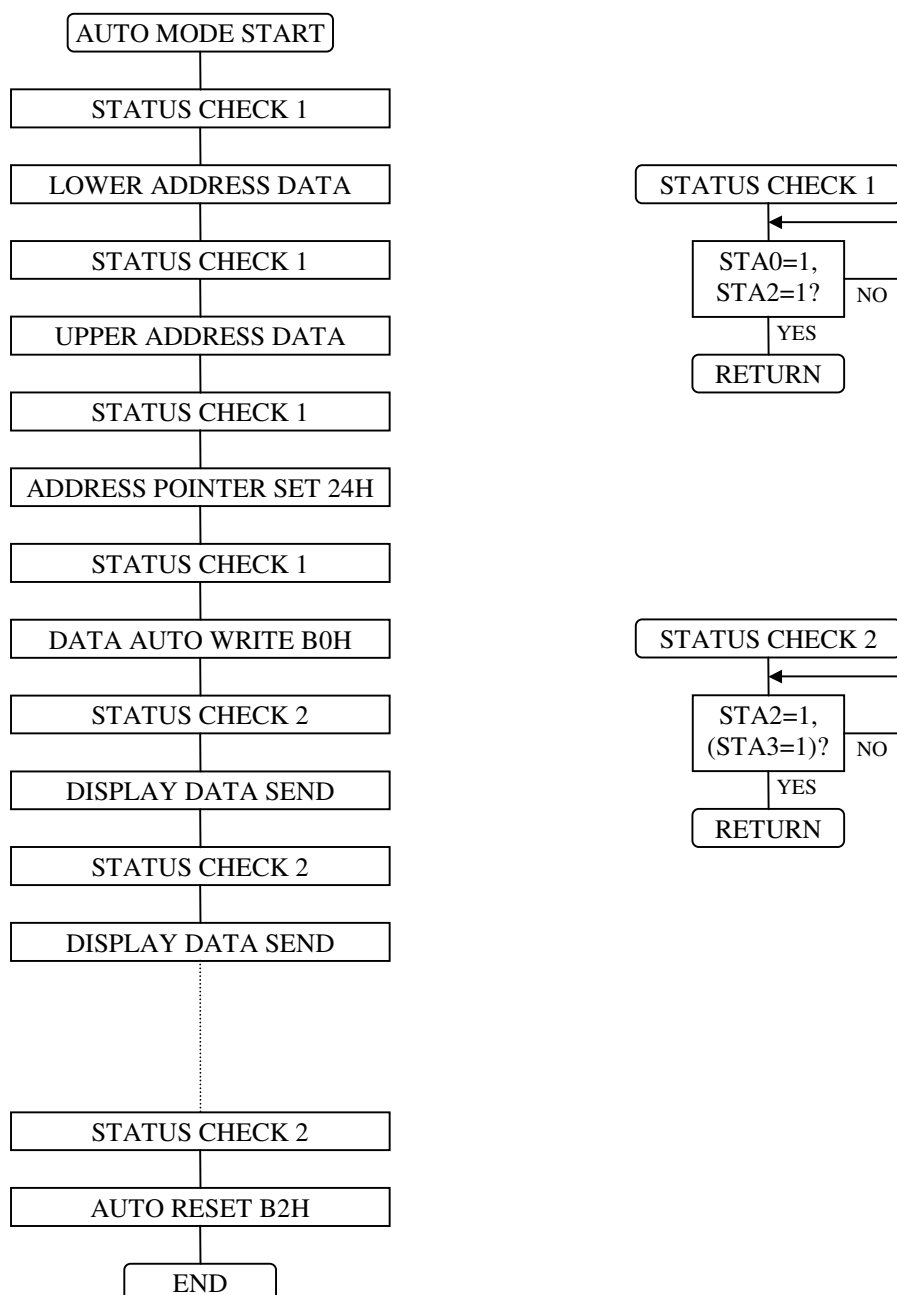 AUTO MODE START
STATUS CHECK 1
LOWER ADDRESS DATA
STATUS CHECK 1
UPPER ADDRESS DATA
STATUS CHECK 1
ADDRESS POINTER SET 24H
STATUS CHECK 1
DATA AUTO WRITE B0H
STATUS CHECK 2
DISPLAY DATA SEND
STATUS CHECK 2
DISPLAY DATA SEND
STATUS CHECK 2
AUTO RESET B2H
END
STATUS CHECK 1
STA0=1,
STA2=1?
NO
YES
RETURN
STATUS CHECK 2
STA2=1,
(STA3=1)?
NO
YES
RETURN